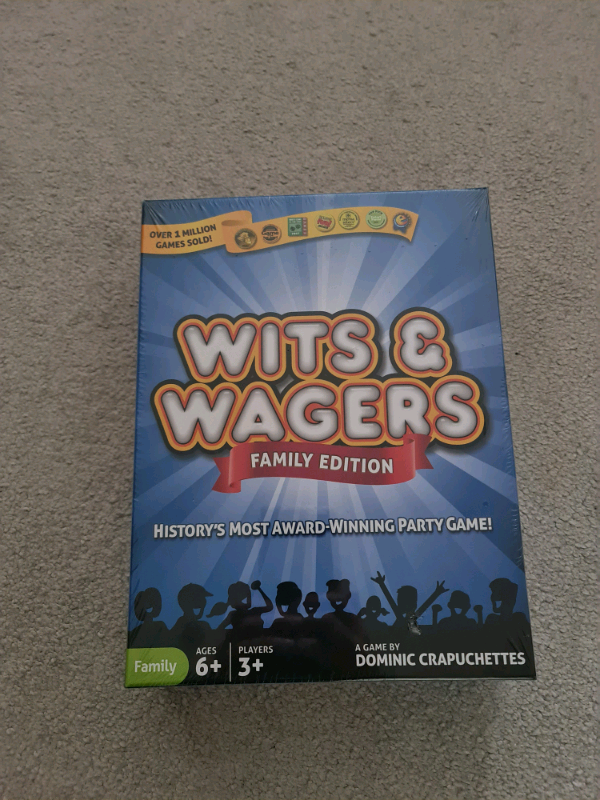 OVER 1 MILLION
GAMES SOLD!
WITS &
WAGERS
FAMILY EDITION
HISTORY'S MOST AWARD-WINNING PARTY GAME!
Family
AGES
6+
PLAYERS
3+
A GAME BY
DOMINIC CRAPUCHETTES